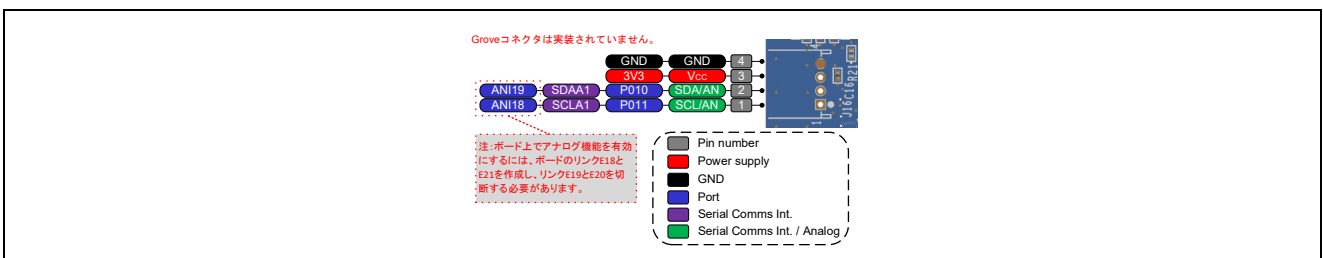 Groveコネクタは実装されていません。
GND GND 4
3V3 Vcc 3
ANI19 SDAA1 P010 SDA/AN 2
ANI18 SCLA1 P011 SCL/AN 1
4
1
J16
C16
R21
注:ボード上でアナログ機能を有効
にするには、ボードのリンクE18と
E21を作成し、リンクE19とE20を切
断する必要があります。
Pin number
Power supply
GND
Port
Serial Comms Int.
Serial Comms Int. / Analog